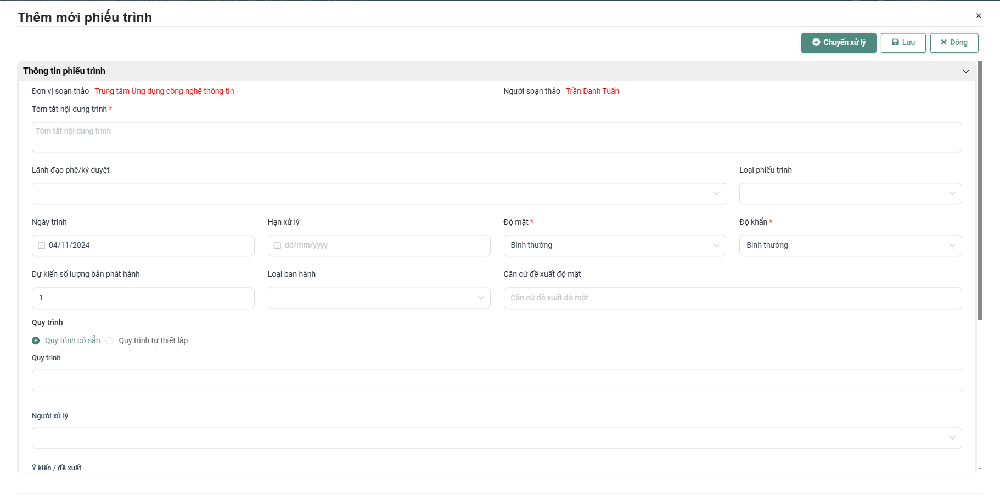 Thêm mới phiếu trình
Chuyển xử lý
Lưu
Đóng
Thông tin phiếu trình
Đơn vị soạn thảo Trung tâm Ứng dụng công nghệ thông tin
Người soạn thảo Trần Danh Tuấn
Tóm tắt nội dung trình *
Tóm tắt nội dung trình
Lãnh đạo phê/ký duyệt
Loại phiếu trình
Ngày trình
Hạn xử lý
Độ mật *
Độ khẩn *
04/11/2024
dd/mm/yyyy
Bình thường
Bình thường
Dự kiến số lượng bản phát hành
Loại ban hành
Căn cứ đề xuất độ mật
1
Căn cứ đề xuất độ mật
Quy trình
Quy trình có sẵn
Quy trình tự thiết lập
Quy trình
Người xử lý
Ý kiến / đề xuất